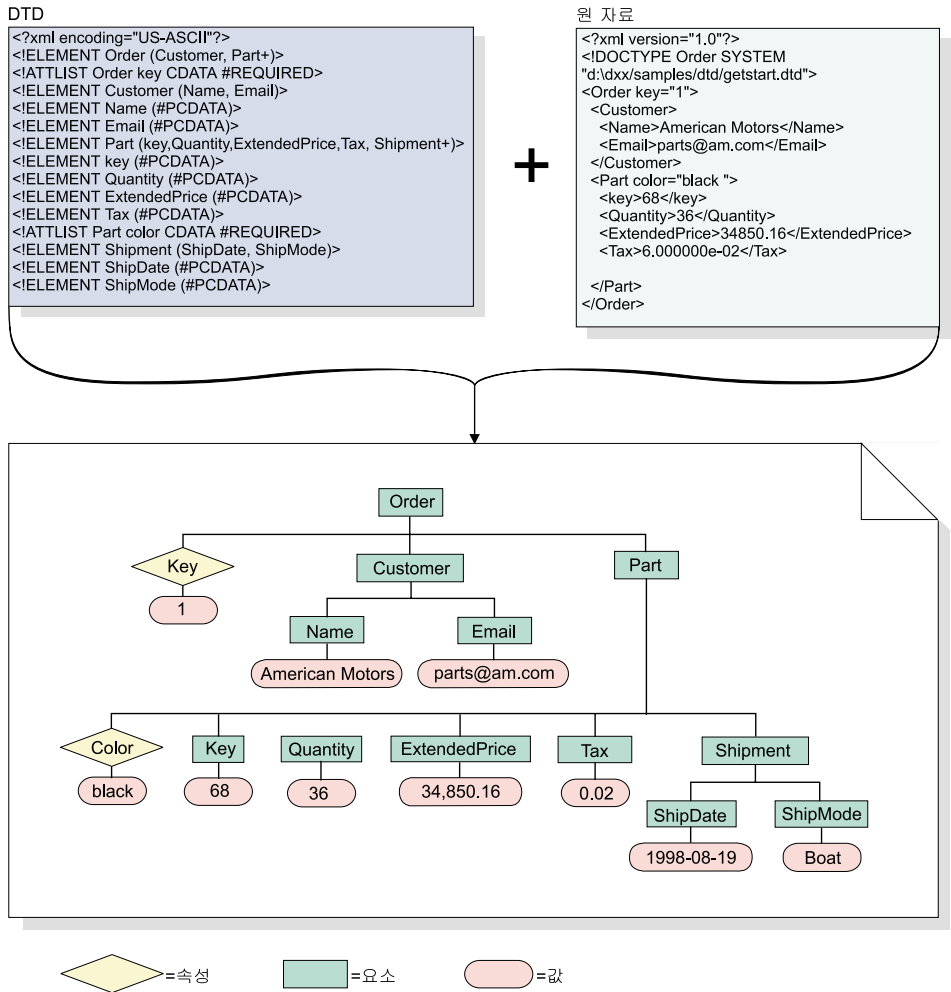 DTD
<?xml encoding="US-ASCII"?>
<!ELEMENT Order (Customer, Part+)>
<!ATTLIST Order key CDATA #REQUIRED>
<!ELEMENT Customer (Name, Email)>
<!ELEMENT Name (#PCDATA)>
<!ELEMENT Email (#PCDATA)>
<!ELEMENT Part (key,Quantity,ExtendedPrice,Tax, Shipment+)>
<!ELEMENT key (#PCDATA)>
<!ELEMENT Quantity (#PCDATA)>
<!ELEMENT ExtendedPrice (#PCDATA)>
<!ELEMENT Tax (#PCDATA)>
<!ATTLIST Part color CDATA #REQUIRED>
<!ELEMENT Shipment (ShipDate, ShipMode)>
<!ELEMENT ShipDate (#PCDATA)>
<!ELEMENT ShipMode (#PCDATA)>
+
원 자료
<?xml version="1.0"?>
<!DOCTYPE Order SYSTEM
"d:\dxx/samples/dtd/getstart.dtd">
<Order key="1">
<Customer>
<Name>American Motors</Name>
<Email>parts@am.com</Email>
</Customer>
<Part color="black ">
<key>68</key>
<Quantity>36</Quantity>
<ExtendedPrice>34850.16</ExtendedPrice>
<Tax>6.000000e-02</Tax>
</Part>
</Order>
Order
Key
Customer
Part
1
Name
Email
American Motors
parts@am.com
Color
Key
Quantity
ExtendedPrice
Tax
Shipment
black
68
36
34,850.16
0.02
ShipDate
ShipMode
1998-08-19
Boat
=속성
=요소
=값